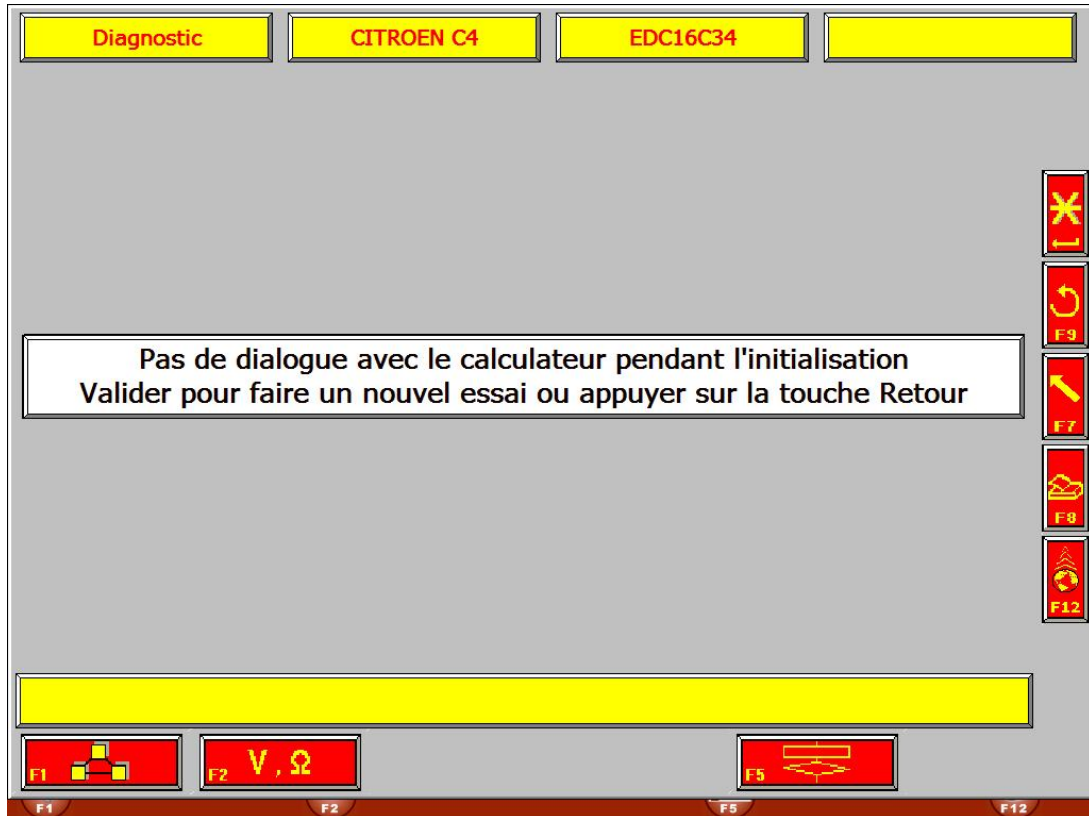 Diagnostic
CITROEN C4
EDC16C34
F9
Pas de dialogue avec le calculateur pendant l'initialisation
Valider pour faire un nouvel essai ou appuyer sur la touche Retour
F7
F8
F12
F1
F2 V , Ω
F5
F1
F2
F5
F12